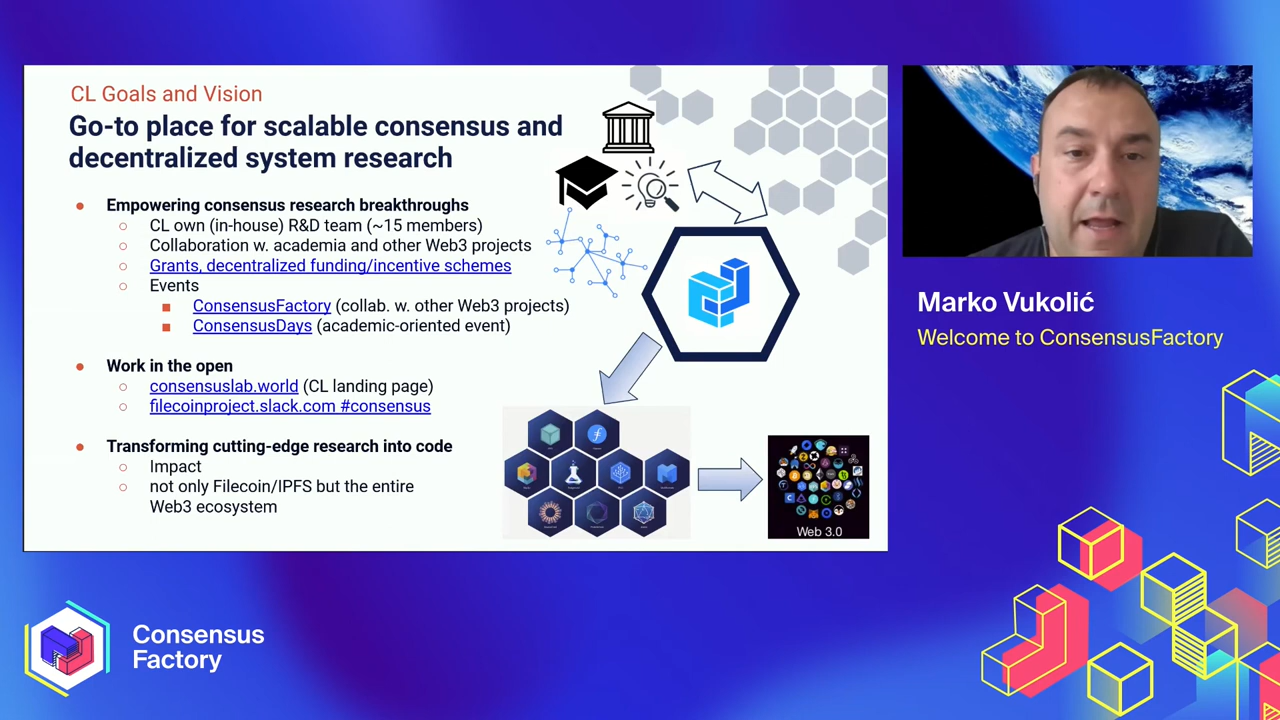 CL Goals and Vision
Go-to place for scalable consensus and
decentralized system research
Empowering consensus research breakthroughs
CL own (in-house) R&D team (~15 members)
Collaboration w. academia and other Web3 projects
Grants, decentralized funding/incentive schemes
Events
ConsensusFactory (collab. w. other Web3 projects)
ConsensusDays (academic-oriented event)
Work in the open
consensuslab.world (CL landing page)
filecoinproject.slack.com #consensus
Transforming cutting-edge research into code
Impact
not only Filecoin/IPFS but the entire
Web3 ecosystem
Web 3.0
Marko Vukolić
Welcome to ConsensusFactory
Consensus
Factory